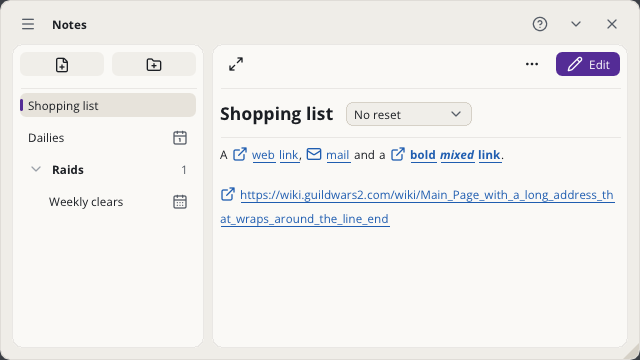 Notes
Shopping list
Dailies
Raids 1
Weekly clears
Edit
Shopping list No reset
A web link, mail and a bold mixed link.
https://wiki.guildwars2.com/wiki/Main_Page_with_a_long_address_th
at_wraps_around_the_line_end